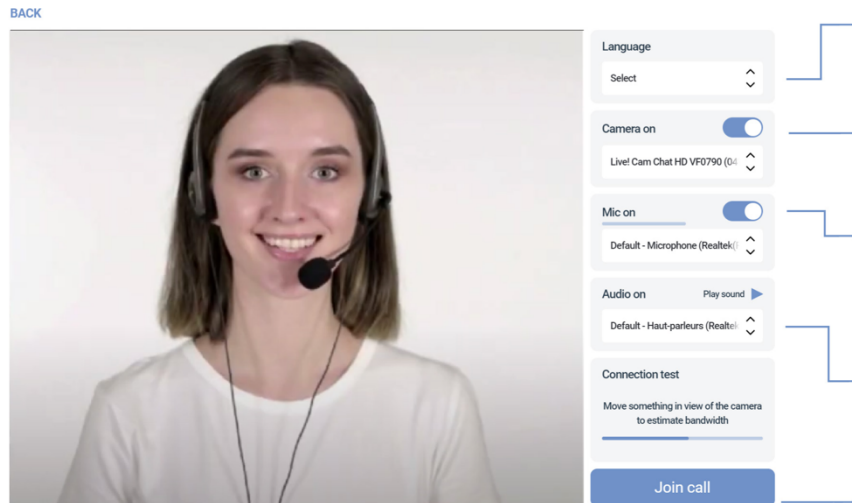 BACK
Language
Select
Camera on
Live! Cam Chat HD VF0790 (04
Mic on
Default - Microphone (Realtek(
Audio on Play sound
Default - Haut-parleurs (Realtek
Connection test
Move something in view of the camera
to estimate bandwidth
Join call